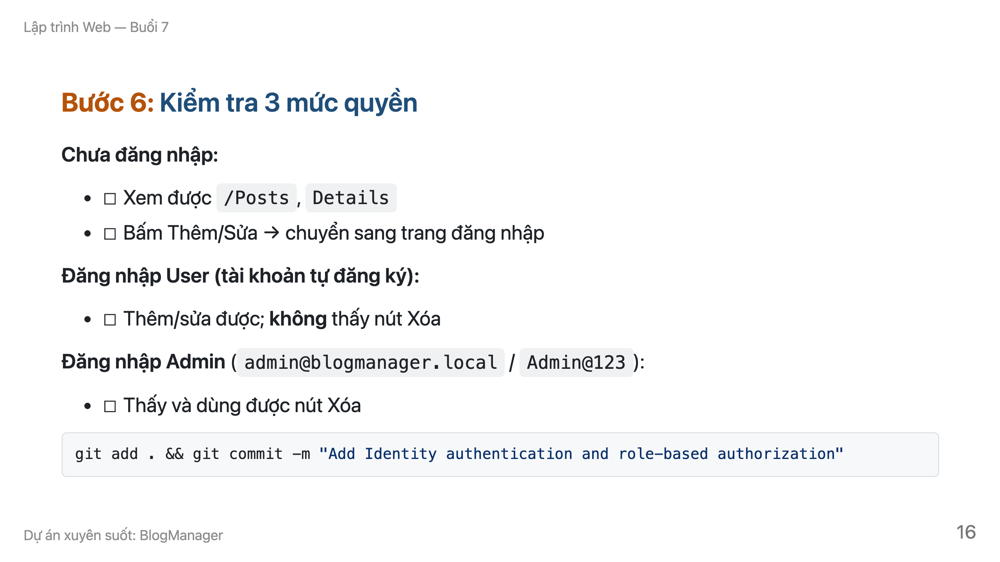 Lập trình Web — Buổi 7
Bước 6: Kiểm tra 3 mức quyền
Chưa đăng nhập:
• ☐ Xem được /Posts, Details
• ☐ Bấm Thêm/Sửa → chuyển sang trang đăng nhập
Đăng nhập User (tài khoản tự đăng ký):
• ☐ Thêm/sửa được; không thấy nút Xóa
Đăng nhập Admin (admin@blogmanager.local / Admin@123):
• ☐ Thấy và dùng được nút Xóa
git add . && git commit -m "Add Identity authentication and role-based authorization"
Dự án xuyên suốt: BlogManager
16